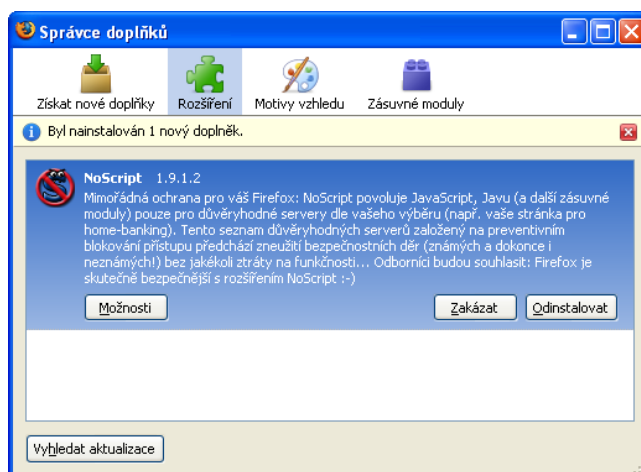 Správce doplňků
Získat nové doplňky Rozšíření Motivy vzhledu Zásuvné moduly
Byl nainstalován 1 nový doplněk.
NoScript 1.9.1.2
Mimořádná ochrana pro váš Firefox: NoScript povoluje JavaScript, Javu (a další zásuvné
moduly) pouze pro důvěryhodné servery dle vašeho výběru (např. vaše stránka pro
home-banking). Tento seznam důvěryhodných serverů založený na preventivním
blokování přístupu předchází zneužití bezpečnostních děr (známých a dokonce i
neznámých!) bez jakékoli ztráty na funkčnosti... Odborníci budou souhlasit: Firefox je
skutečně bezpečnější s rozšířením NoScript :-)
Možnosti Zakázat Odinstalovat
Vyhledat aktualizace